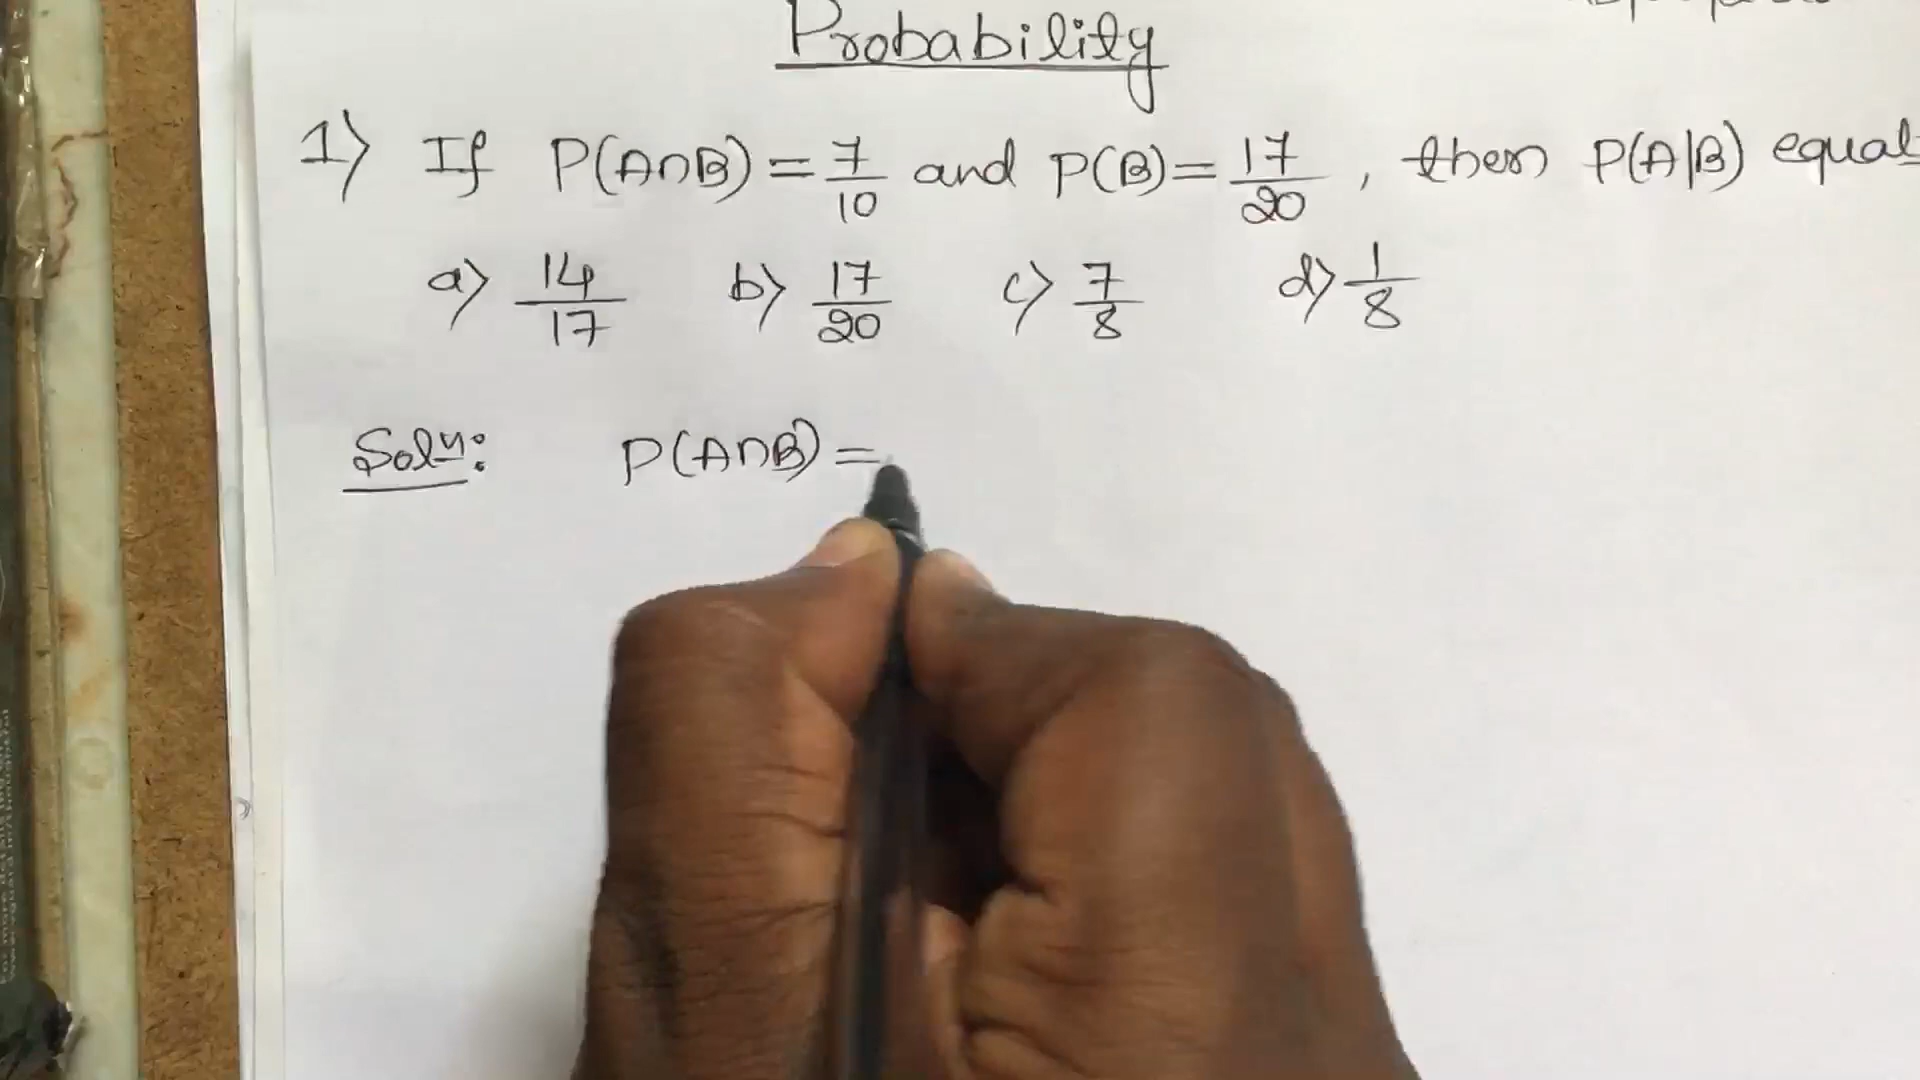 Probability
1) If P(A∩B) = 7/10 and P(B) = 17/20, then P(A|B) equal
a) 14/17 b) 17/20 c) 7/8 d) 1/8
Soln: P(A∩B) =